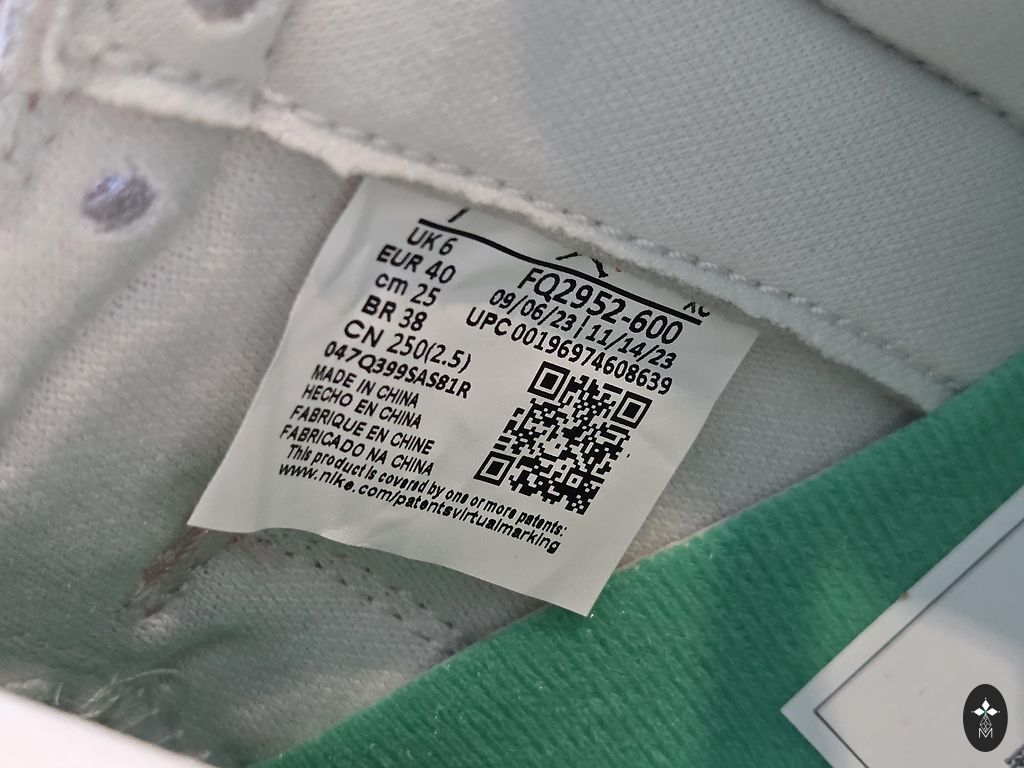 UK 6
EUR 40
cm 25
BR 38
CN 250(2.5)
047Q399SAS81R
MADE IN CHINA
HECHO EN CHINA
FABRIQUE EN CHINE
FABRICADO NA CHINA
This product is covered by one or more patents:
www.nike.com/patentsvirtualmarking
FQ2952-600
09/06/23 | 11/14/23
UPC 00196974608639
M